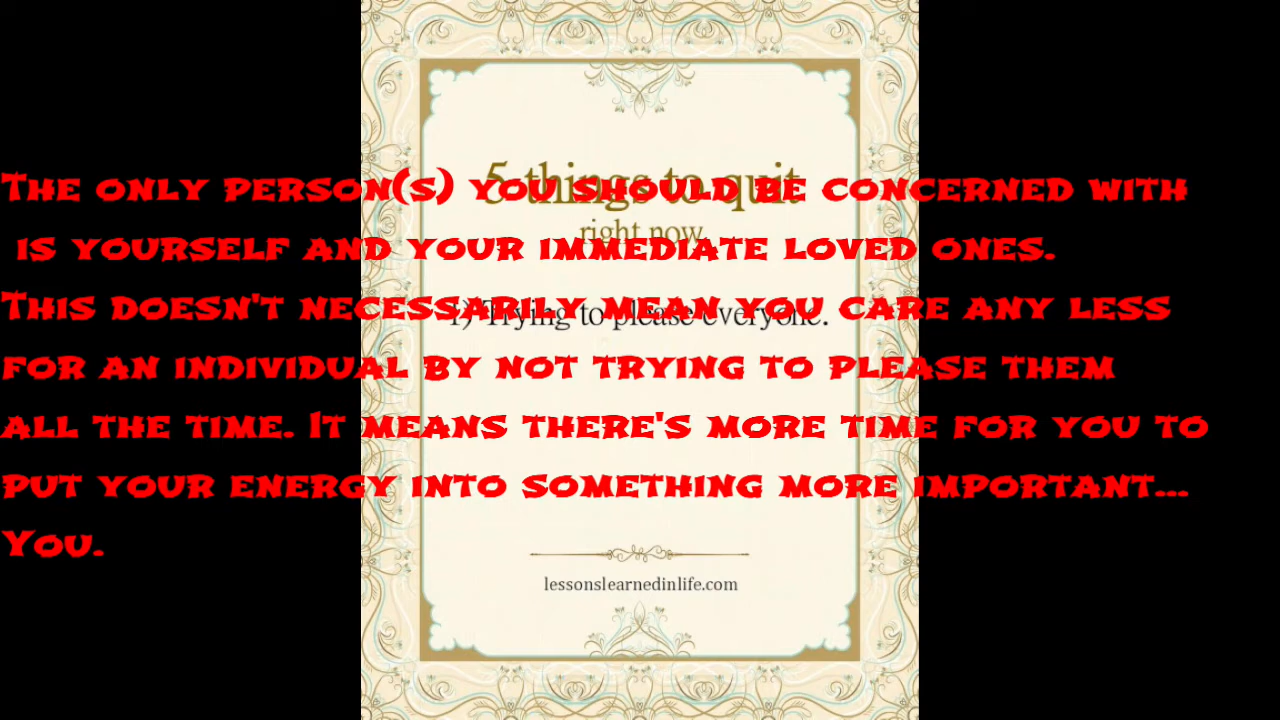 5 things to quit
right now
1) Trying to please everyone.
The only person(s) you should be concerned with
is yourself and your immediate loved ones.
This doesn't necessarily mean you care any less
for an individual by not trying to please them
all the time. It means there's more time for you to
put your energy into something more important...
You.
lessonslearnedinlife.com